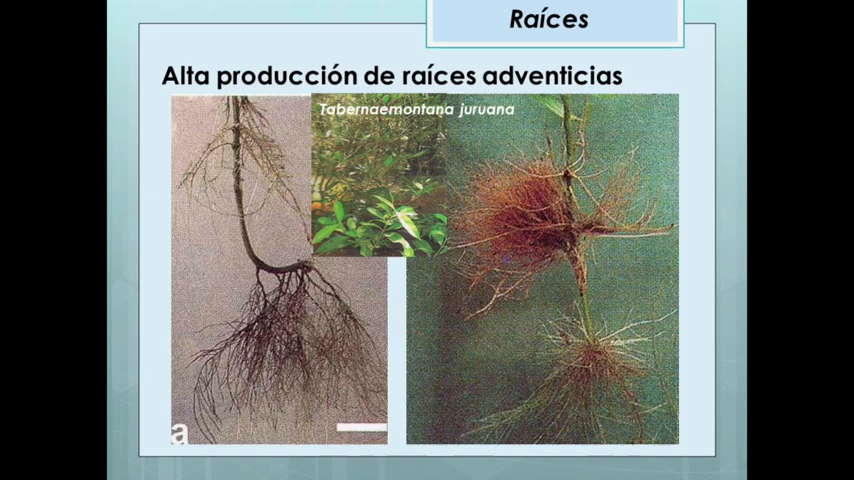 Raíces
Alta producción de raíces adventicias
Tabernaemontana juruana
a